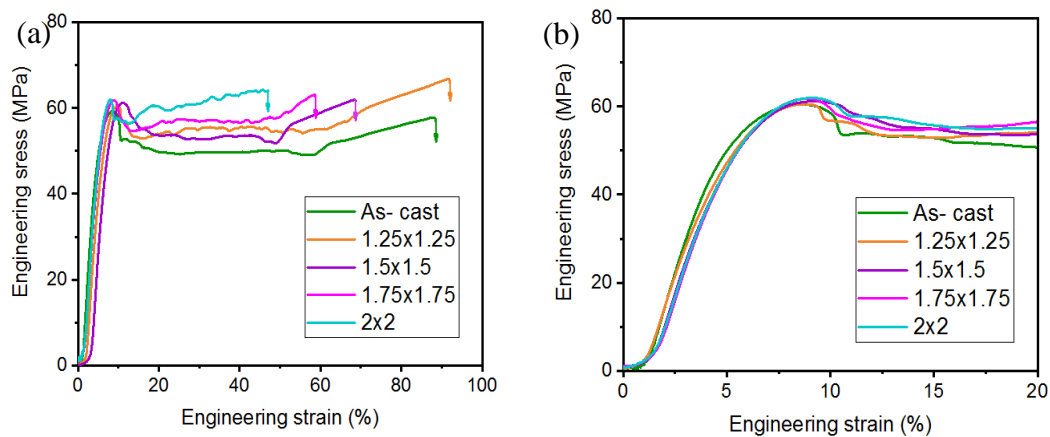 (a)
Engineering sress (MPa)
80
60
40
20
0
As- cast
1.25x1.25
1.5x1.5
1.75x1.75
2x2
0 20 40 60 80 100
Engineering strain (%)
(b)
Engineering sress (MPa)
80
60
40
20
0
As- cast
1.25x1.25
1.5x1.5
1.75x1.75
2x2
0 5 10 15 20
Engineering strain (%)